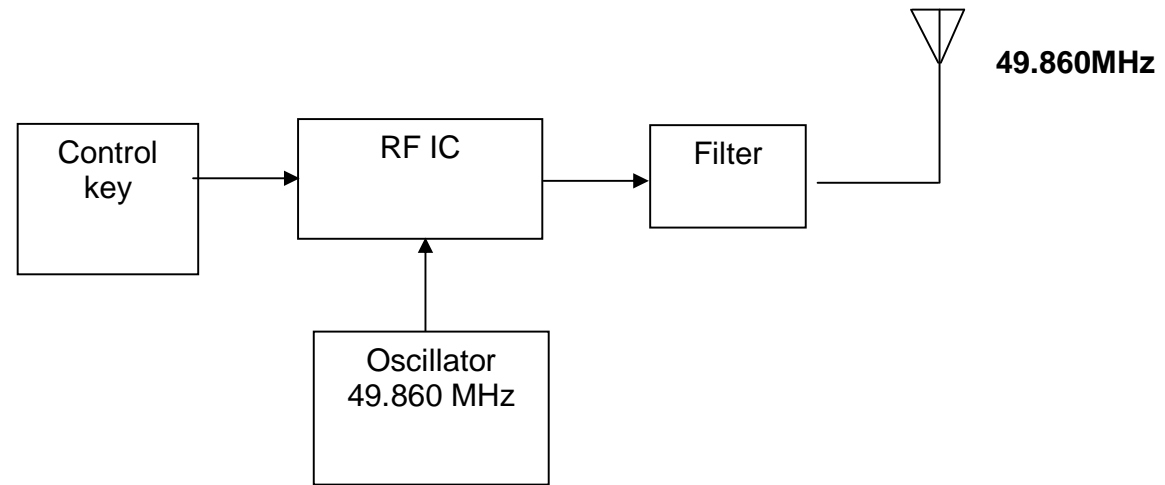 49.860MHz
Control
key
RF IC
Filter
Oscillator
49.860 MHz